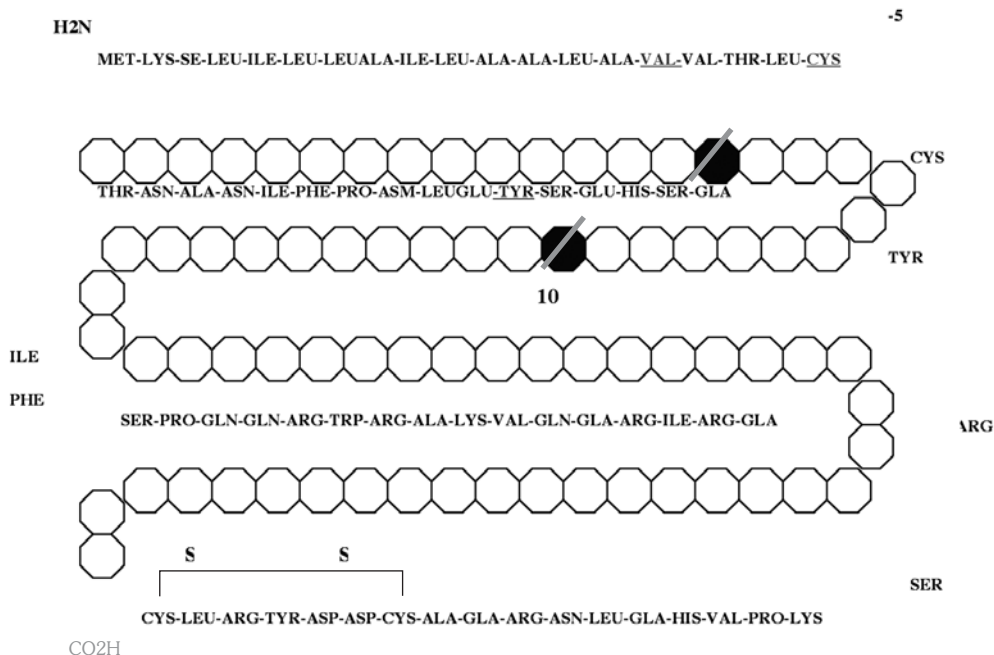 -5
H2N
MET-LYS-SE-LEU-ILE-LEU-LEUALA-ILE-LEU-ALA-ALA-LEU-ALA-VAL-VAL-THR-LEU-CYS
CYS
THR-ASN-ALA-ASN-ILE-PHE-PRO-ASM-LEUGLU-TYR-SER-GLU-HIS-SER-GLA
TYR
10
ILE
PHE
SER-PRO-GLN-GLN-ARG-TRP-ARG-ALA-LYS-VAL-GLN-GLA-ARG-ILE-ARG-GLA
ARG
S S
SER
CYS-LEU-ARG-TYR-ASP-ASP-CYS-ALA-GLA-ARG-ASN-LEU-GLA-HIS-VAL-PRO-LYS
CO2H